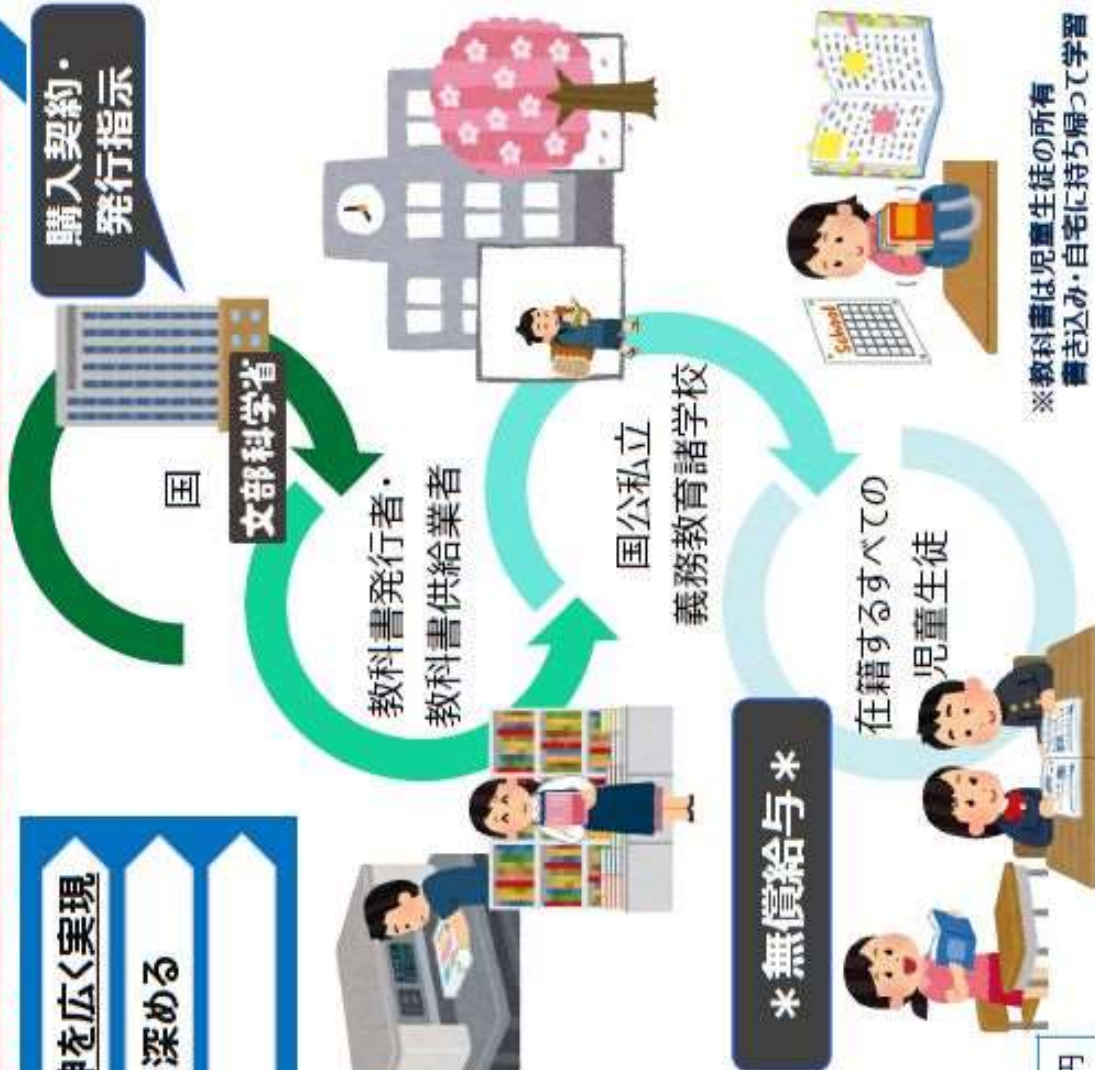 購入契約・
発行指示
国
文部科学省
教科書発行者・
教科書供給業者
国公私立
義務教育諸学校
School
在籍するすべての
児童生徒
※教科書は児童生徒の所有
書き込み・自宅に持ち帰って学習
を広く実現
深める
*無償給与*
円